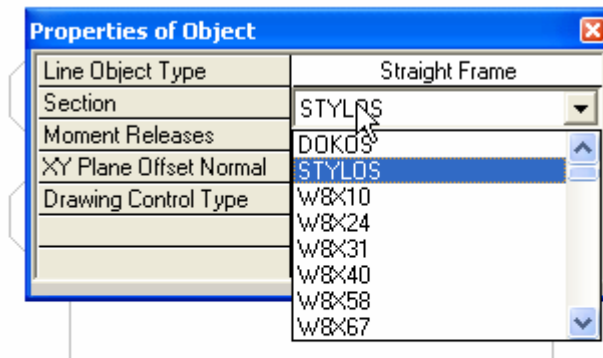 Properties of Object
Line Object Type Straight Frame
Section STYLOS
Moment Releases
XY Plane Offset Normal
Drawing Control Type
DOKOS
STYLOS
W8X10
W8X24
W8X31
W8X40
W8X58
W8X67